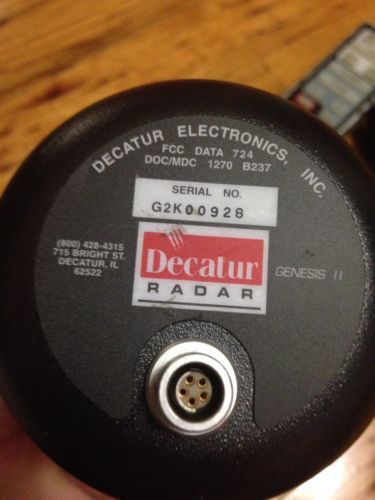 DECATUR ELECTRONICS, INC.
FCC DATA 724
DOC/MDC 1270 B237
SERIAL NO.
G2K00928
(800) 428-4315
715 BRIGHT ST.
DECATUR, IL
62522
Decatur
RADAR
GENESIS II